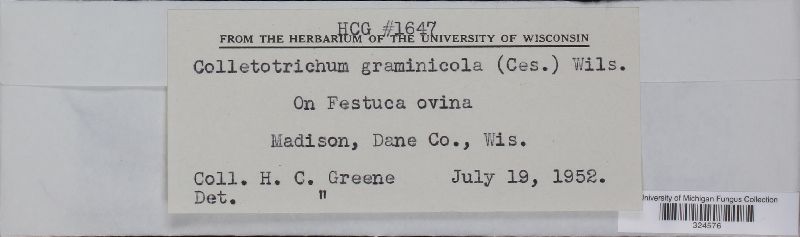 HCG #1647
FROM THE HERBARIUM OF THE UNIVERSITY OF WISCONSIN
Colletotrichum graminicola (Ces.) Wils.
On Festuca ovina
Madison, Dane Co., Wis.
Coll. H. C. Greene July 19, 1952.
Det. "
University of Michigan Fungus Collection
324576